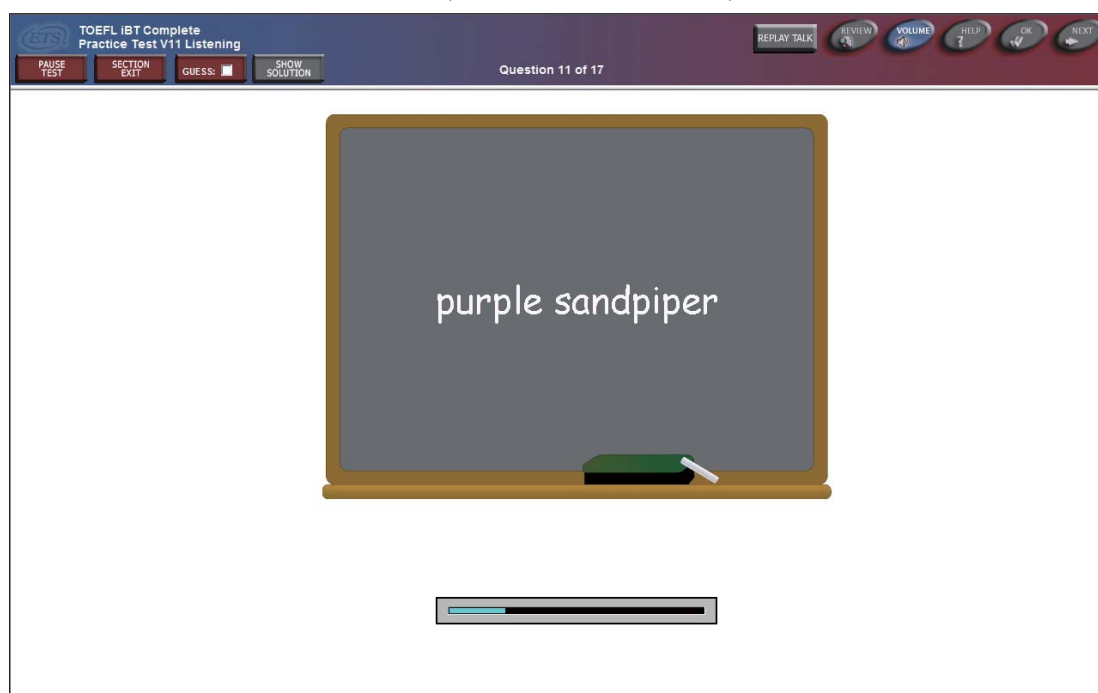 ETS
TOEFL iBT Complete
Practice Test V11 Listening
REPLAY TALK
REVIEW
VOLUME
HELP
?
OK
NEXT
PAUSE
TEST
SECTION
EXIT
GUESS:
SHOW
SOLUTION
Question 11 of 17
purple sandpiper